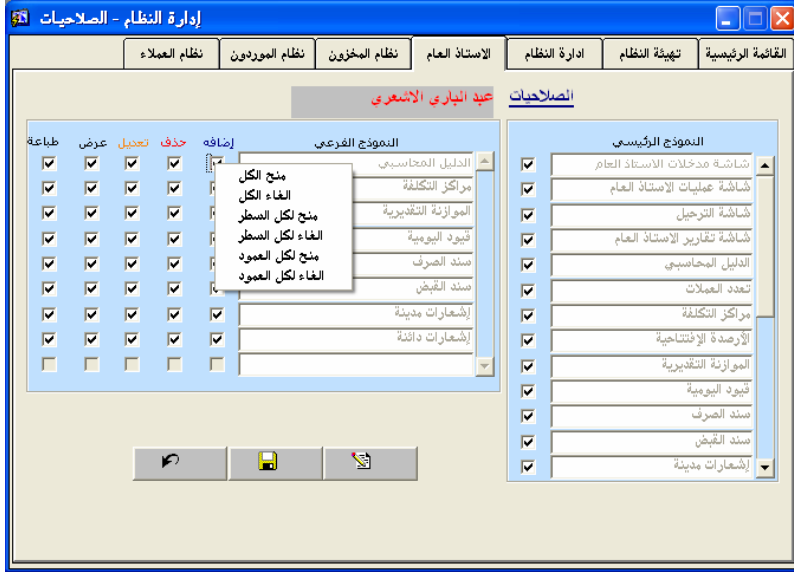 إدارة النظام - الصلاحيات
القائمة الرئيسية
تهيئة النظام
ادارة النظام
الاستاذ العام
نظام المخزون
نظام الموردون
نظام العملاء
الصلاحيات
عبد الباري الاشعري
النموذج الرئيسي
شاشة مدخلات الاستاذ العام
شاشة عمليات الاستاذ العام
شاشة الترحيل
شاشة تقارير الاستاذ العام
الدليل المحاسبي
تعدد العملات
مراكز التكلفة
الأرصدة الإفتتاحية
الموازنة التقديرية
قيود اليومية
سند الصرف
سند القبض
إشعارات مدينة
النموذج الفرعي
إضافه
حذف
تعديل
عرض
طباعة
الدليل المحاسبي
مراكز التكلفة
الموازنة التقديرية
قيود اليومية
سند الصرف
سند القبض
إشعارات مدينة
إشعارات دائنة
منح الكل
الغاء الكل
منح لكل السطر
الغاء لكل السطر
منح لكل العمود
الغاء لكل العمود